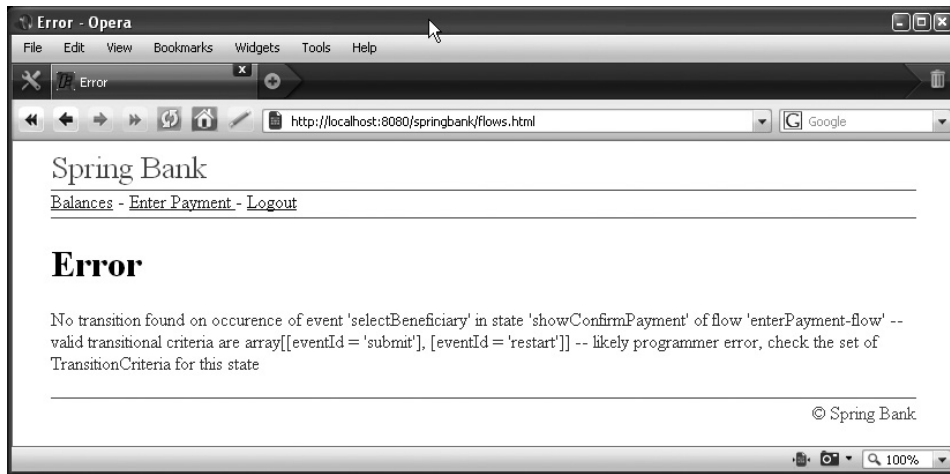 Error - Opera
File Edit View Bookmarks Widgets Tools Help
Error
http://localhost:8080/springbank/flows.html
G Google
Spring Bank
Balances - Enter Payment - Logout
Error
No transition found on occurence of event 'selectBeneficiary' in state 'showConfirmPayment' of flow 'enterPayment-flow' --
valid transitional criteria are array[[eventId = 'submit'], [eventId = 'restart']] -- likely programmer error, check the set of
TransitionCriteria for this state
© Spring Bank
100%